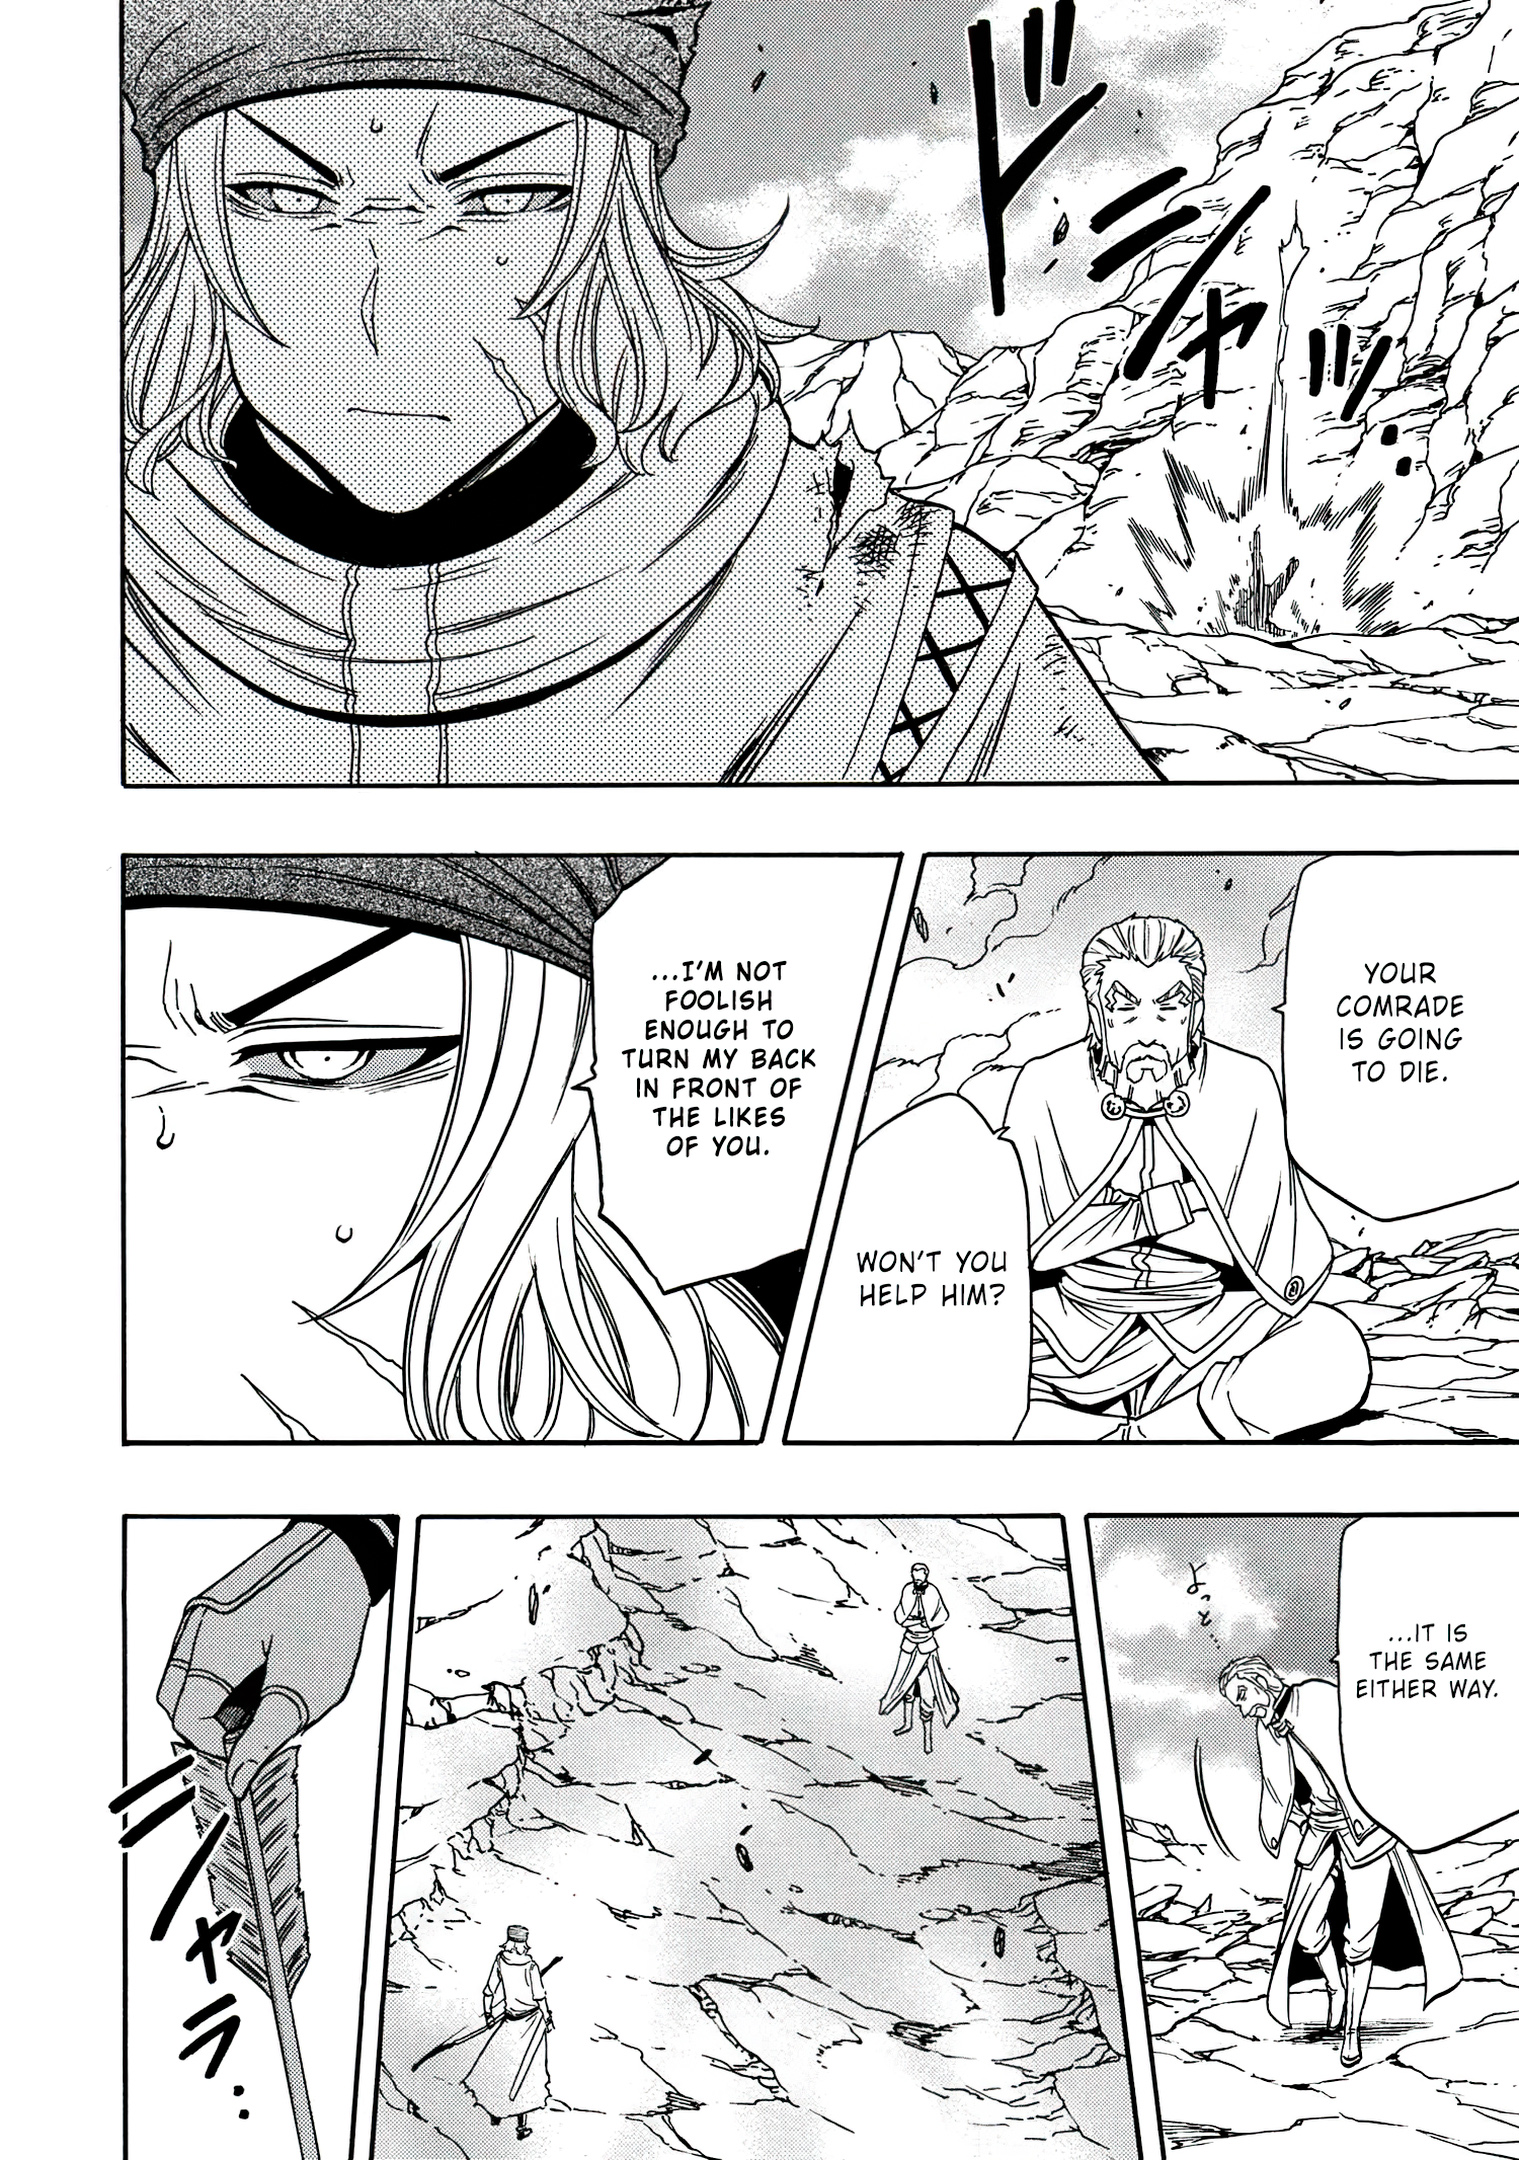 ドドシャッ
YOUR
COMRADE
IS GOING
TO DIE.
WON'T YOU
HELP HIM?
...I'M NOT
FOOLISH
ENOUGH TO
TURN MY BACK
IN FRONT OF
THE LIKES
OF YOU.
...IT IS
THE SAME
EITHER WAY.
よっと…
ジャラ..